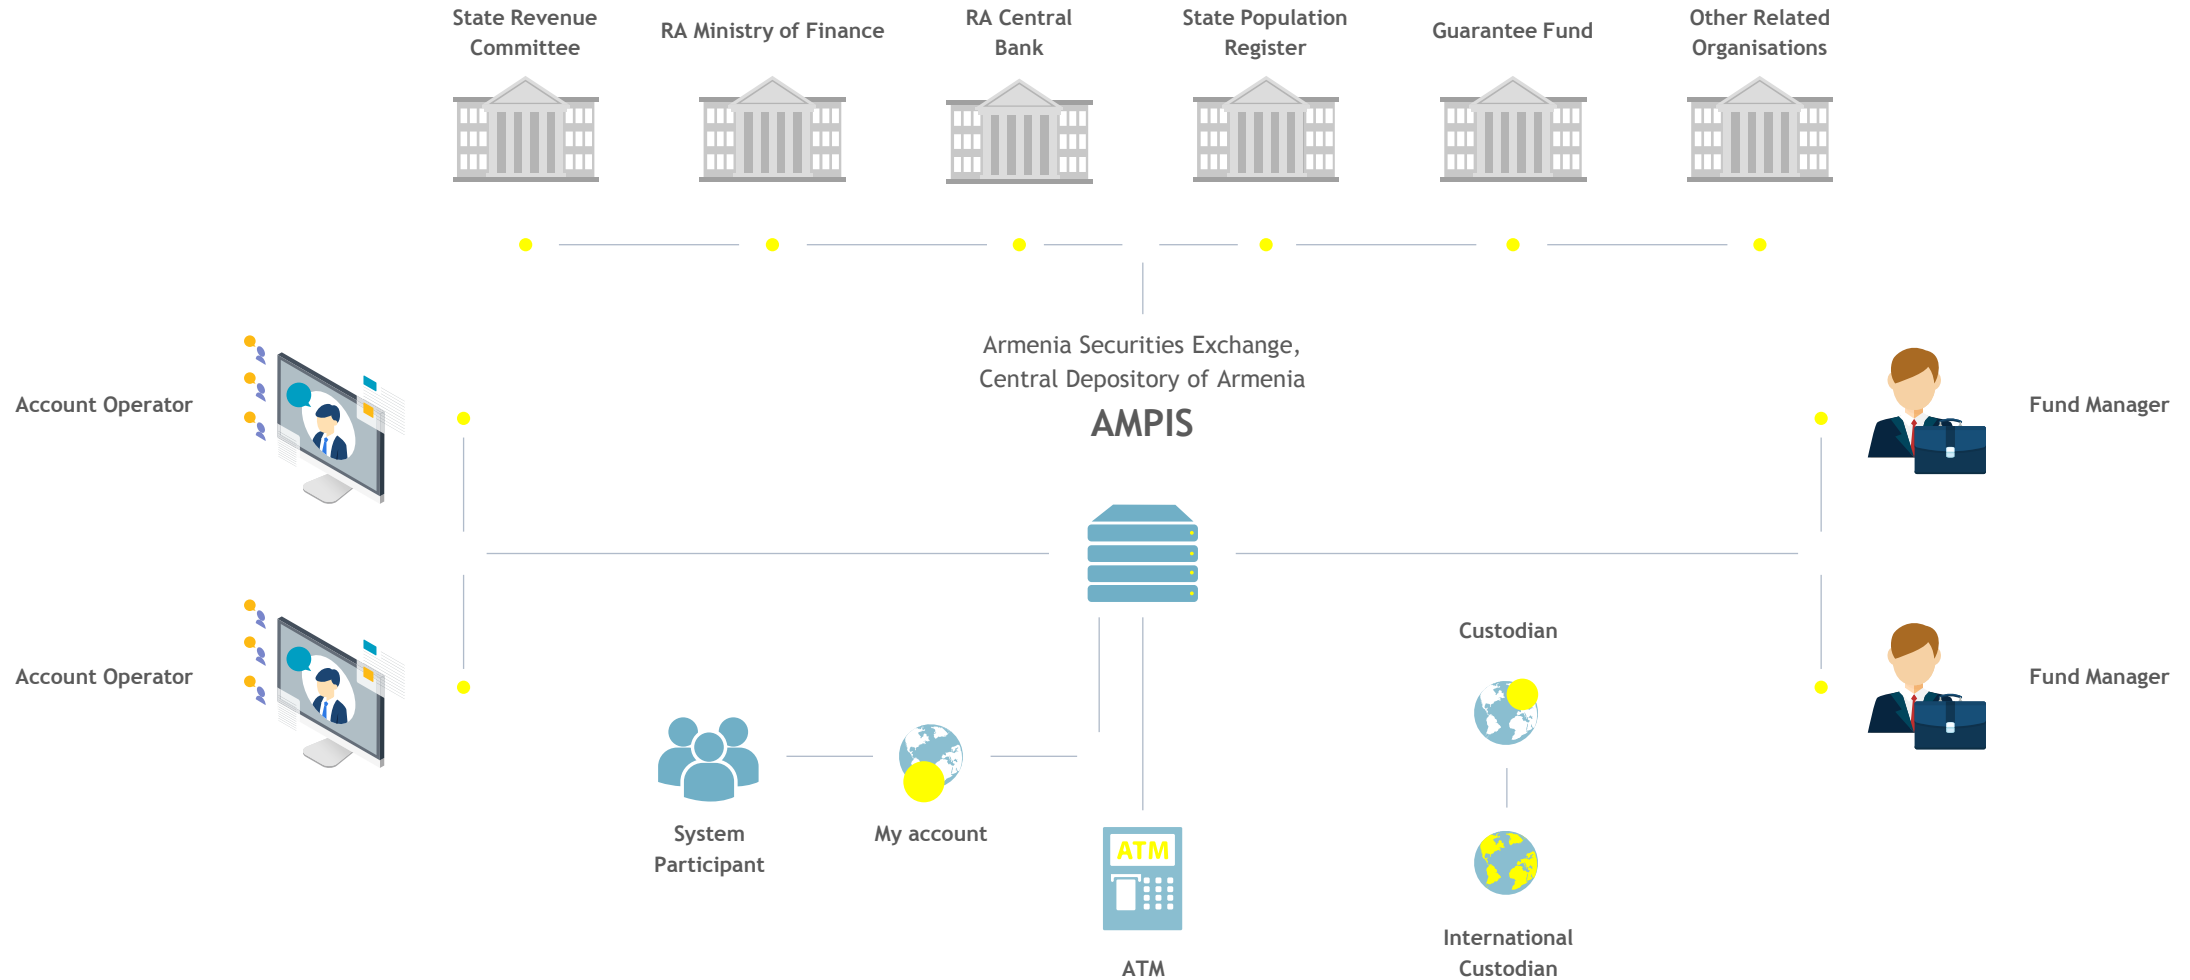 State Revenue
Committee
RA Ministry of Finance
RA Central
Bank
State Population
Register
Guarantee Fund
Other Related
Organisations
Armenia Securities Exchange,
Central Depository of Armenia
AMPIS
Account Operator
Fund Manager
Custodian
Account Operator
Fund Manager
System
Participant
My account
ATM
ATM
International
Custodian